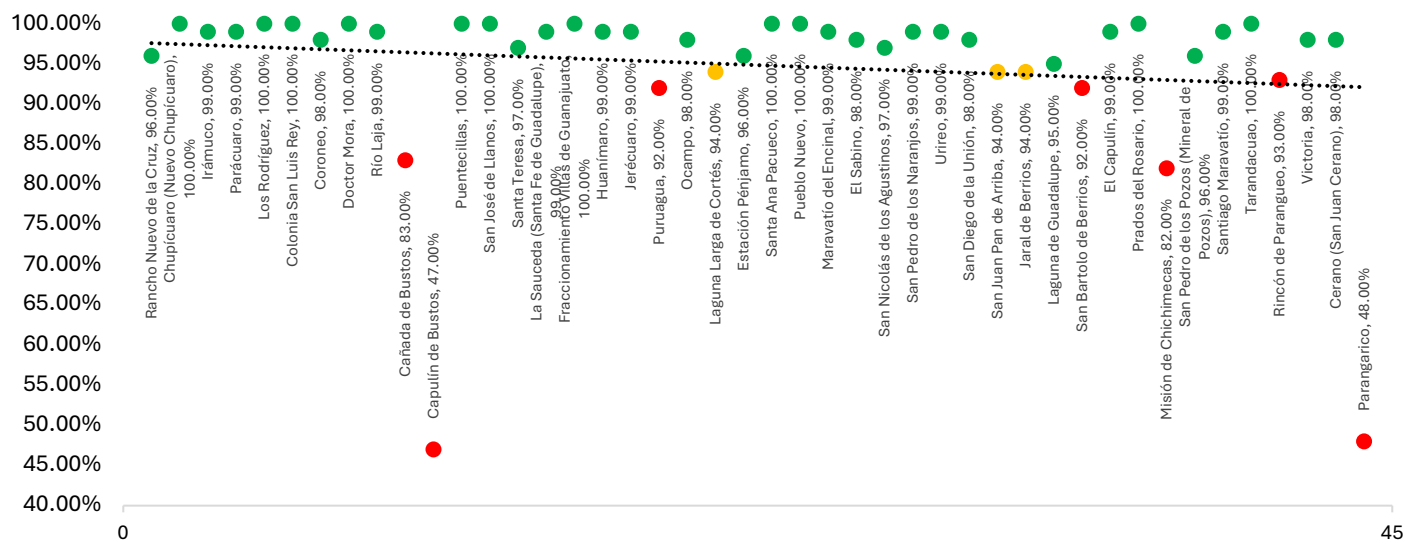 100.00%
95.00%
90.00%
85.00%
80.00%
75.00%
70.00%
65.00%
60.00%
55.00%
50.00%
45.00%
40.00%
0
45
Rancho Nuevo de la Cruz, 96.00%
Chupícuaro (Nuevo Chupícuaro),
100.00%
Irámuco, 99.00%
Parácuaro, 99.00%
Los Rodríguez, 100.00%
Colonia San Luis Rey, 100.00%
Coroneo, 98.00%
Doctor Mora, 100.00%
Río Laja, 99.00%
Cañada de Bustos, 83.00%
Capulín de Bustos, 47.00%
Puentecillas, 100.00%
San José de Llanos, 100.00%
Santa Teresa, 97.00%
La Sauceda (Santa Fe de Guadalupe),
99.00%
Fraccionamiento Villas de Guanajuato,
100.00%
Huanímaro, 99.00%
Jerécuaro, 99.00%
Puruagua, 92.00%
Ocampo, 98.00%
Laguna Larga de Cortés, 94.00%
Estación Pénjamo, 96.00%
Santa Ana Pacueco, 100.00%
Pueblo Nuevo, 100.00%
Maravatío del Encinal, 99.00%
El Sabino, 98.00%
San Nicolás de los Agustinos, 97.00%
San Pedro de los Naranjos, 99.00%
Urireo, 99.00%
San Diego de la Unión, 98.00%
San Juan Pan de Arriba, 94.00%
Jaral de Berrios, 94.00%
Laguna de Guadalupe, 95.00%
San Bartolo de Berrios, 92.00%
El Capulín, 99.00%
Prados del Rosario, 100.00%
Misión de Chichimecas, 82.00%
San Pedro de los Pozos (Mineral de
Pozos), 96.00%
Santiago Maravatío, 99.00%
Tarandacuao, 100.00%
Rincón de Parangueo, 93.00%
Victoria, 98.00%
Cerano (San Juan Cerano), 98.00%
Parangarico, 48.00%